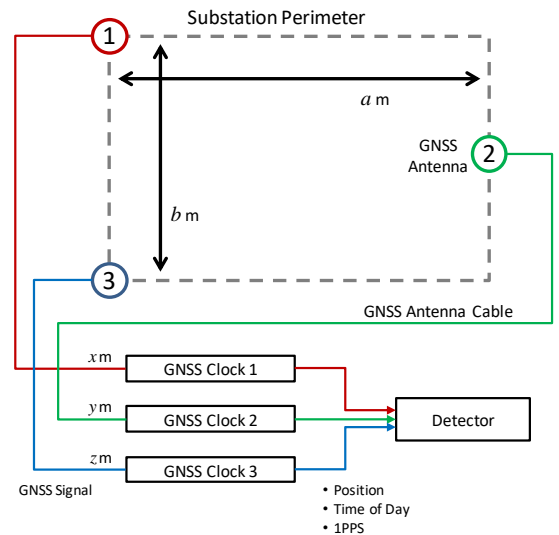 Substation Perimeter
1
a m
GNSS
Antenna
2
b m
3
GNSS Antenna Cable
x m
GNSS Clock 1
y m
GNSS Clock 2
Detector
z m
GNSS Clock 3
GNSS Signal
• Position
• Time of Day
• 1PPS